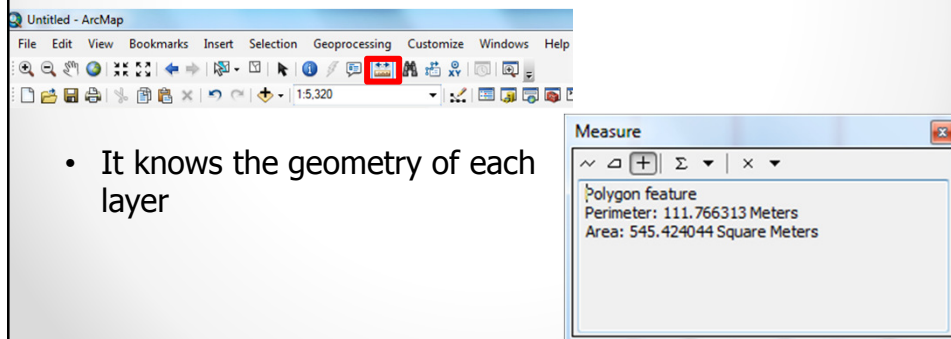 Untitled - ArcMap
File Edit View Bookmarks Insert Selection Geoprocessing Customize Windows Help
1:5,320
• It knows the geometry of each
layer
Measure
Polygon feature
Perimeter: 111.766313 Meters
Area: 545.424044 Square Meters